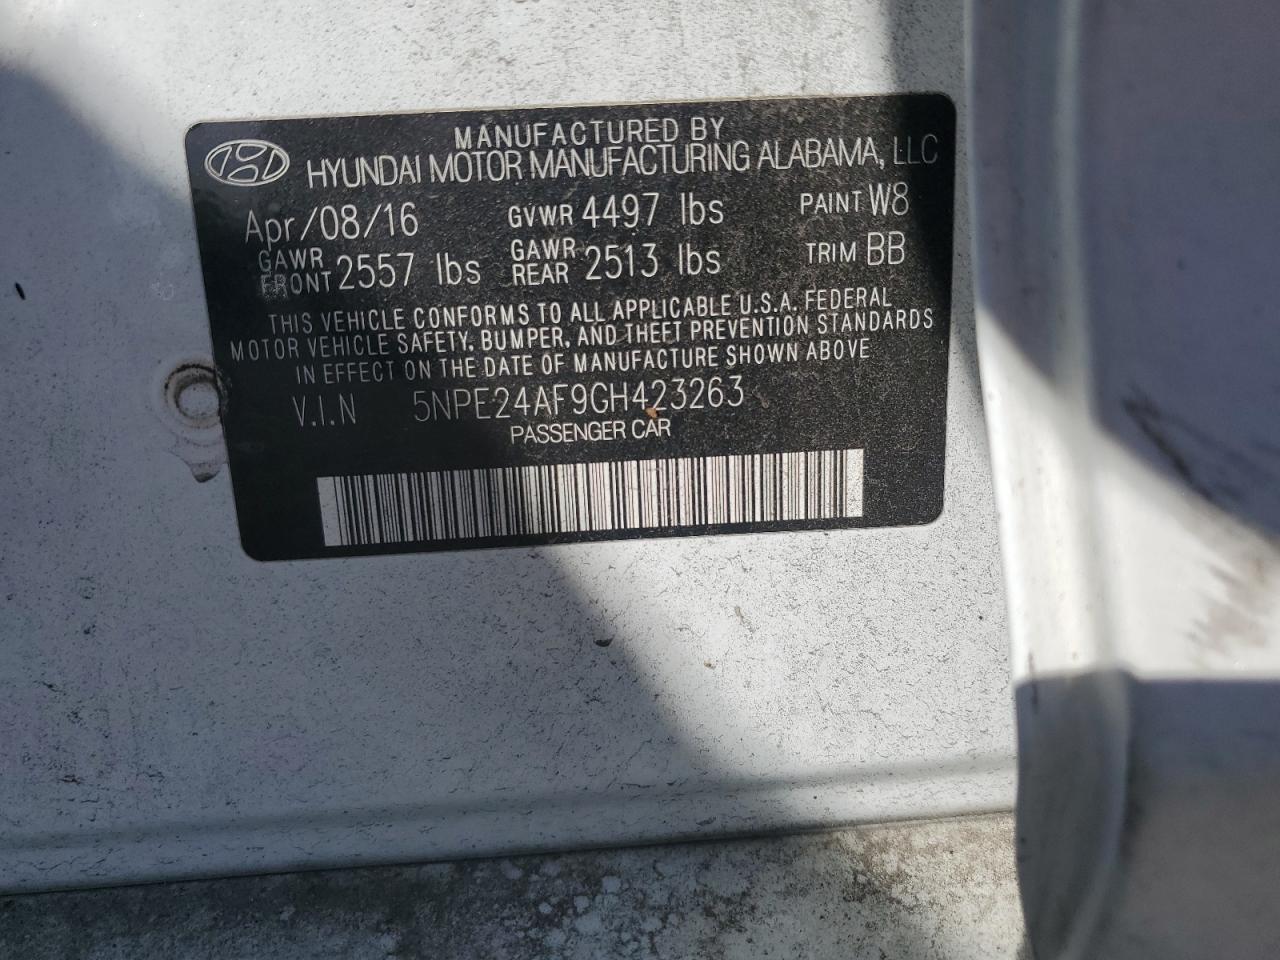 MANUFACTURED BY
HYUNDAI MOTOR MANUFACTURING ALABAMA, LLC
Apr/08/16 GVWR 4497 lbs PAINT W8
GAWR FRONT 2557 lbs GAWR REAR 2513 lbs TRIM BB
THIS VEHICLE CONFORMS TO ALL APPLICABLE U.S.A. FEDERAL
MOTOR VEHICLE SAFETY, BUMPER, AND THEFT PREVENTION STANDARDS
IN EFFECT ON THE DATE OF MANUFACTURE SHOWN ABOVE
V.I.N 5NPE24AF9GH423263
PASSENGER CAR